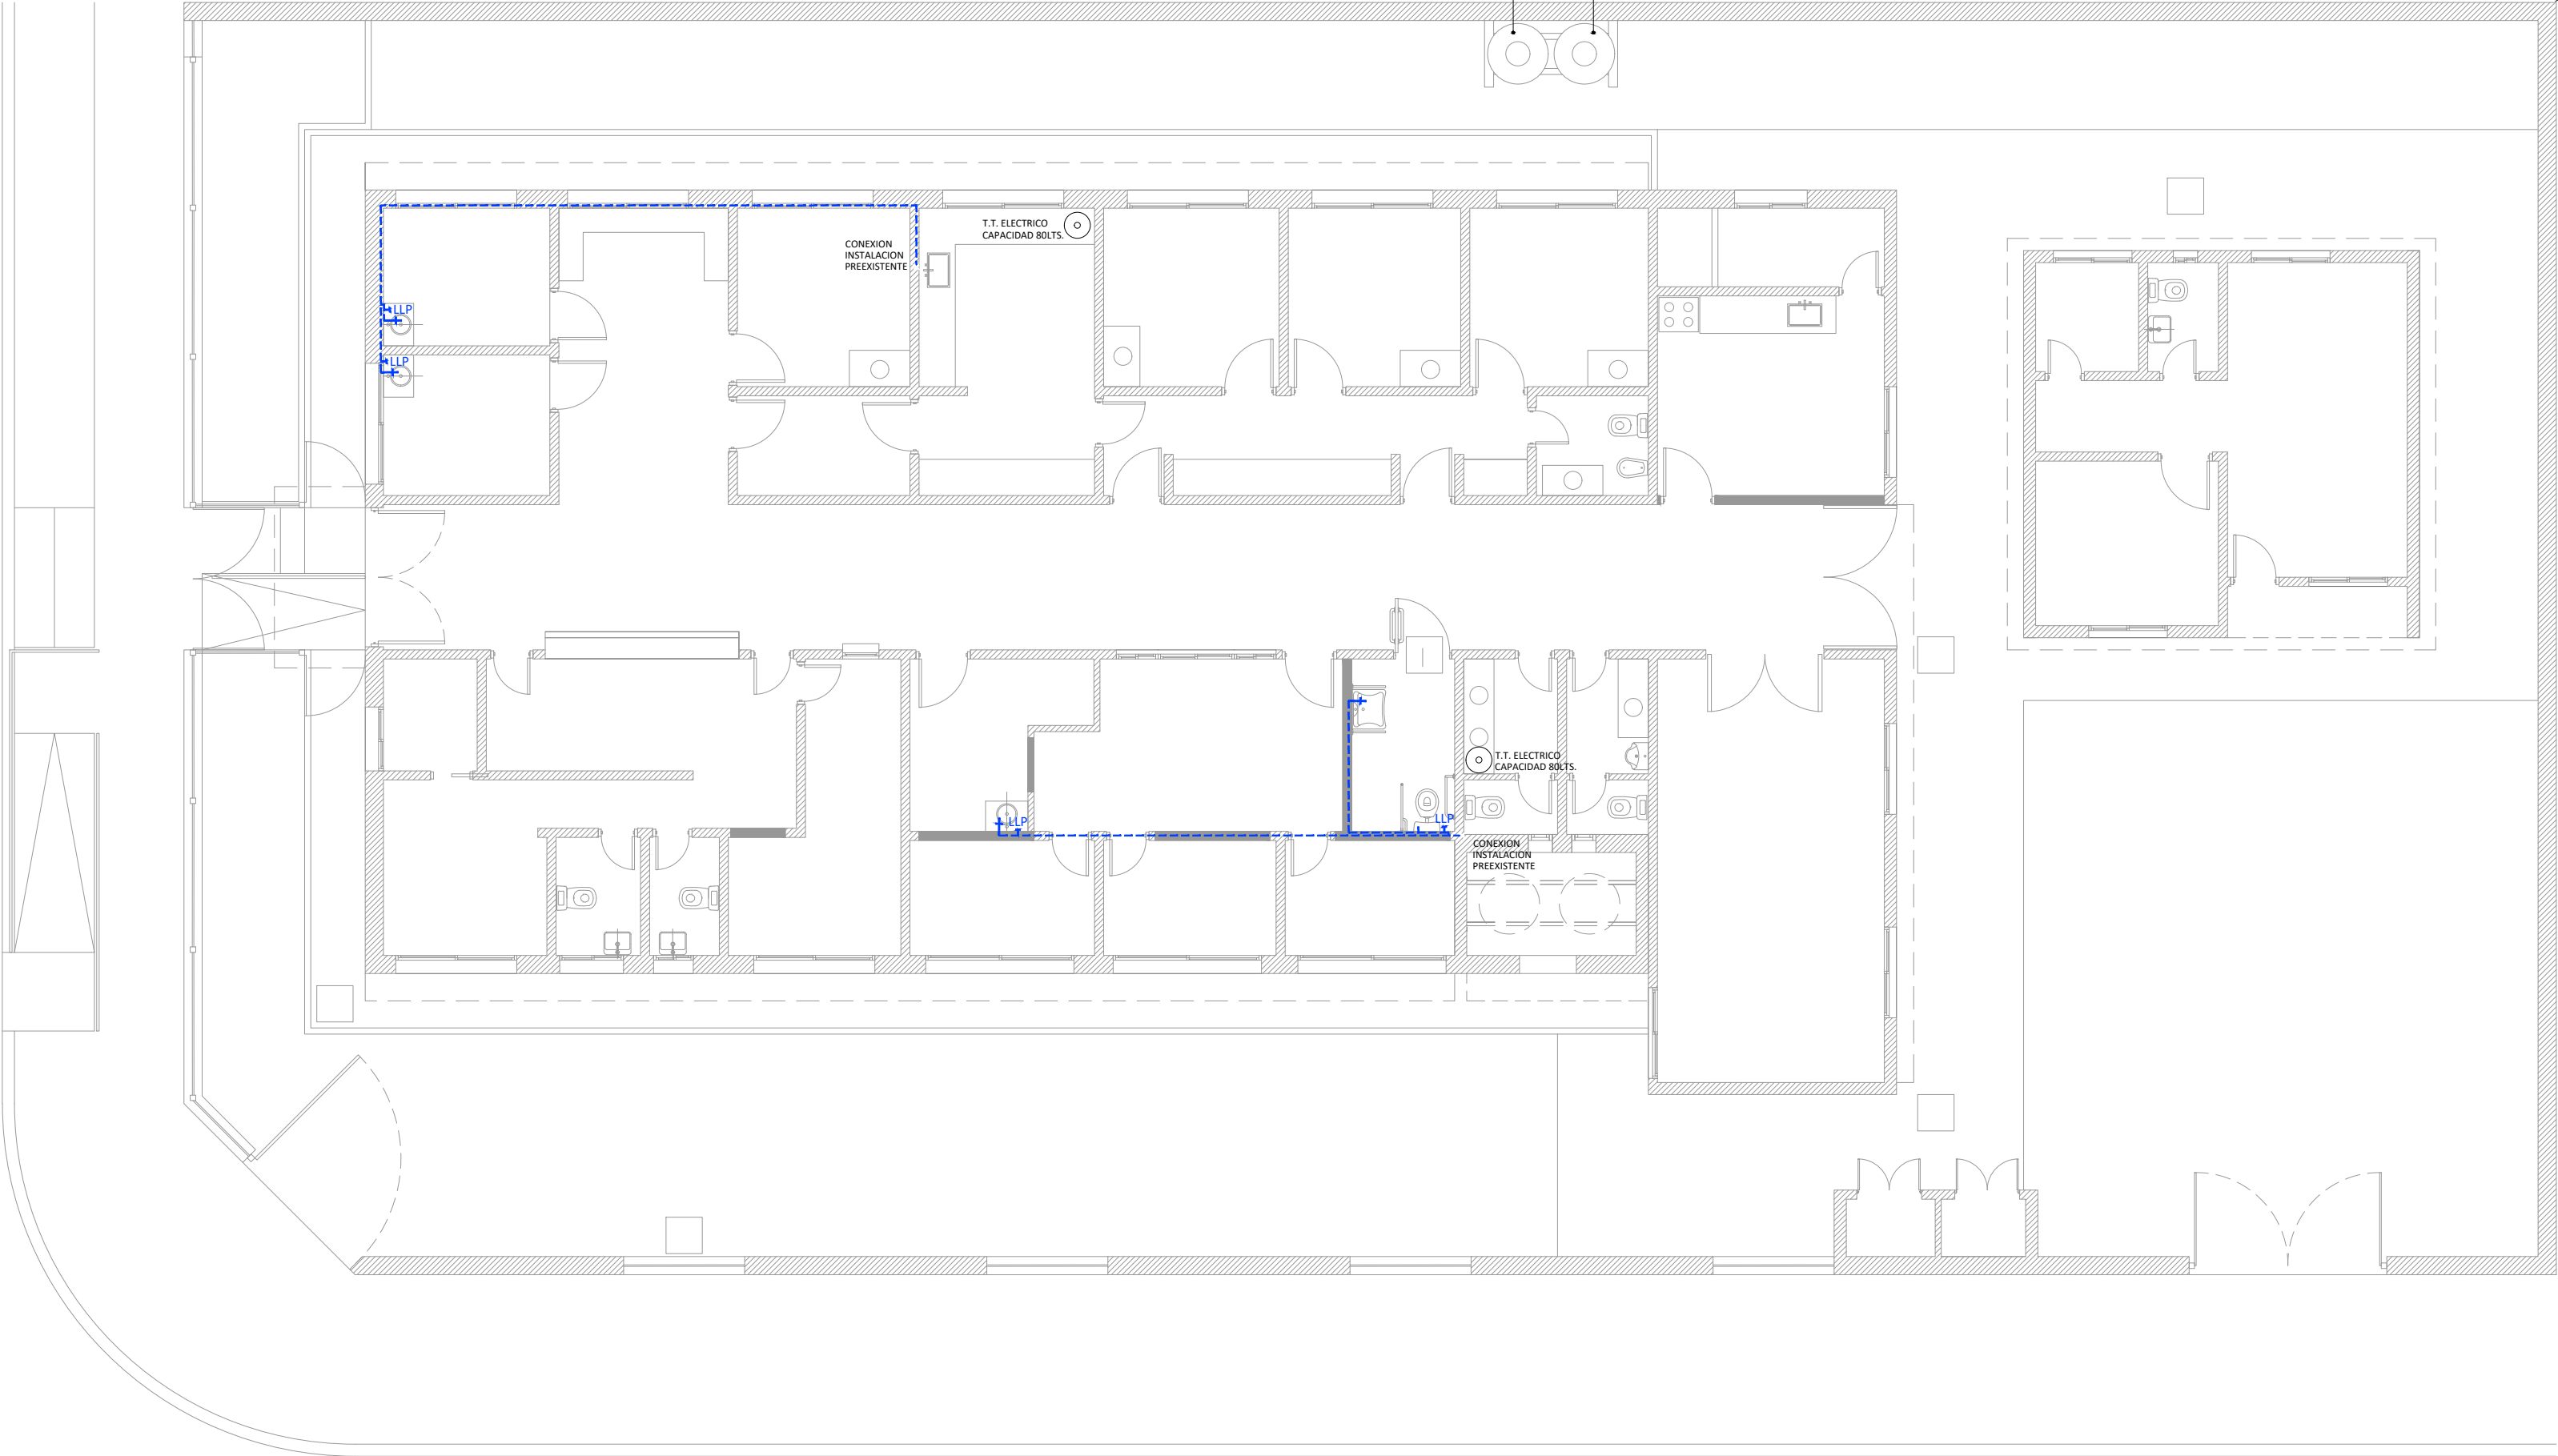 T.T. ELECTRICO
CAPACIDAD 80LTS.
CONEXION
INSTALACION
PREEXISTENTE
LLP
LLP
T.T. ELECTRICO
CAPACIDAD 80LTS.
LLP
LLP
CONEXION
INSTALACION
PREEXISTENTE